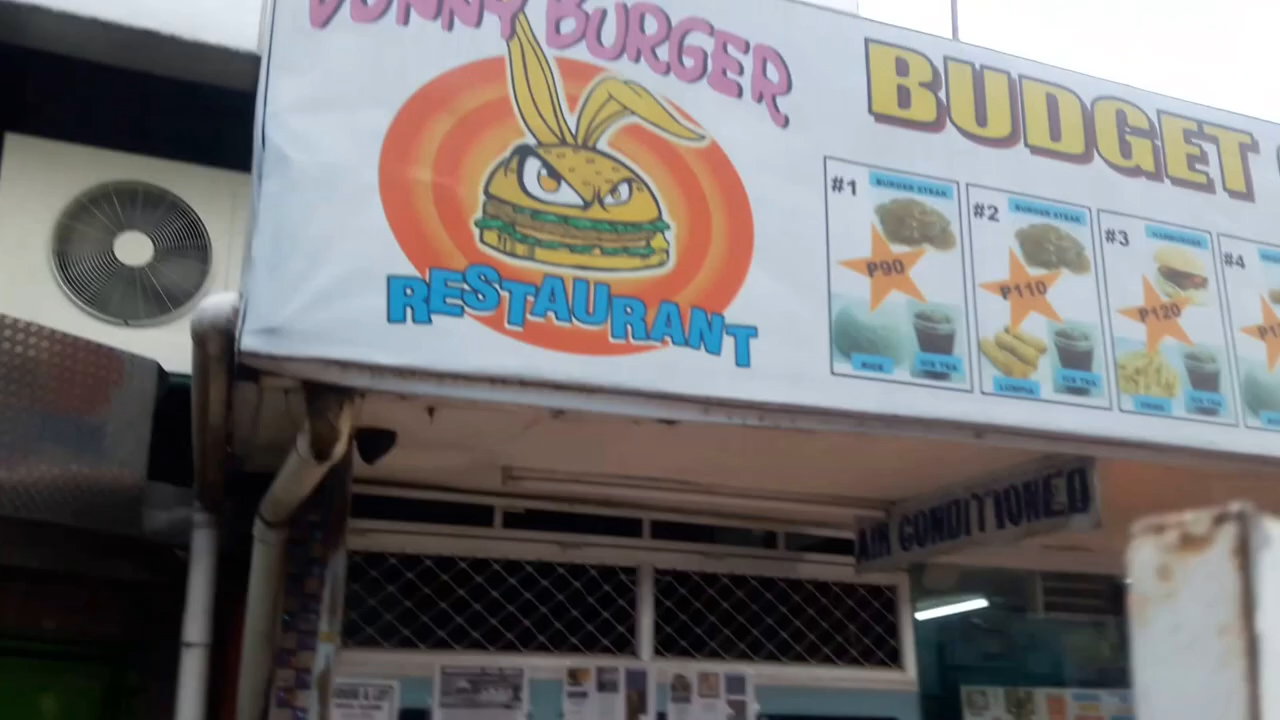 BUNNY BURGER
RESTAURANT
BUDGET
#1
BURGER STEAK
P90
RICE
ICE TEA
#2
BURGER STEAK
P110
LUMPIA
ICE TEA
#3
HAMBURGER
P120
FRIES
ICE TEA
#4
AIR CONDITIONED